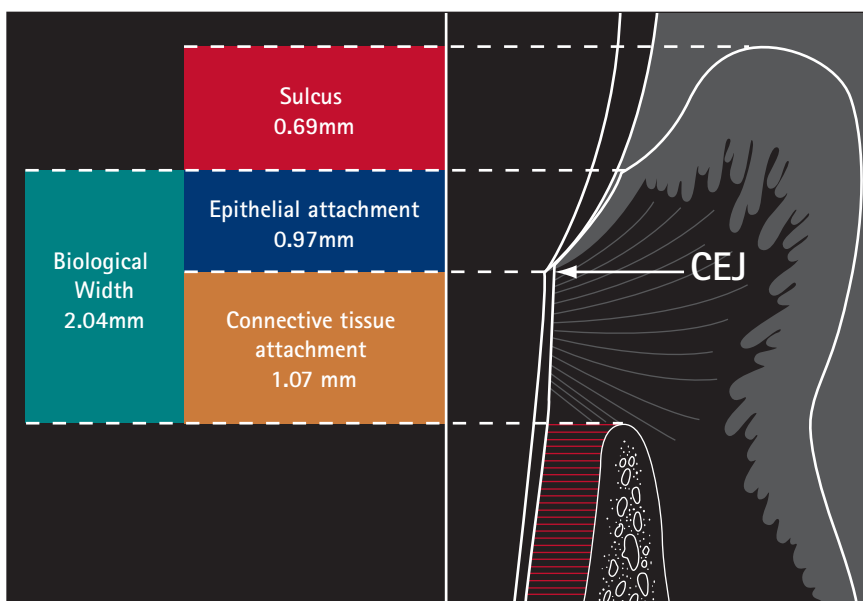 Sulcus
0.69mm
Epithelial attachment
0.97mm
Biological
Width
2.04mm
CEJ
Connective tissue
attachment
1.07 mm